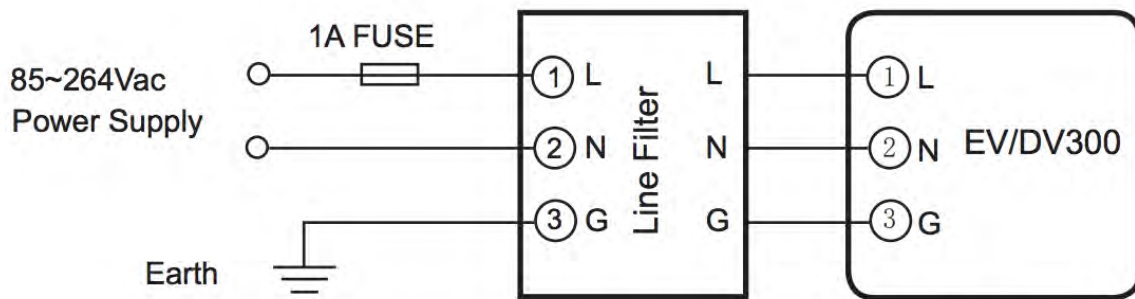 1A FUSE
85~264Vac
Power Supply
1 L
L
1 L
2 N
N
2 N
EV/DV300
3 G
G
3 G
Line Filter
Earth